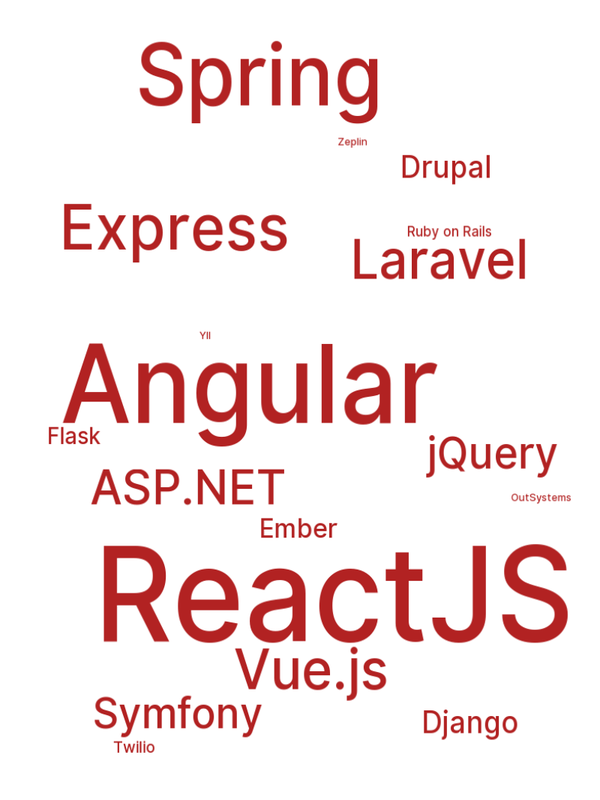 Spring
Zeplin
Drupal
Express
Ruby on Rails
Laravel
YII
Angular
Flask
jQuery
ASP.NET
OutSystems
Ember
ReactJS
Vue.js
Symfony
Django
Twilio